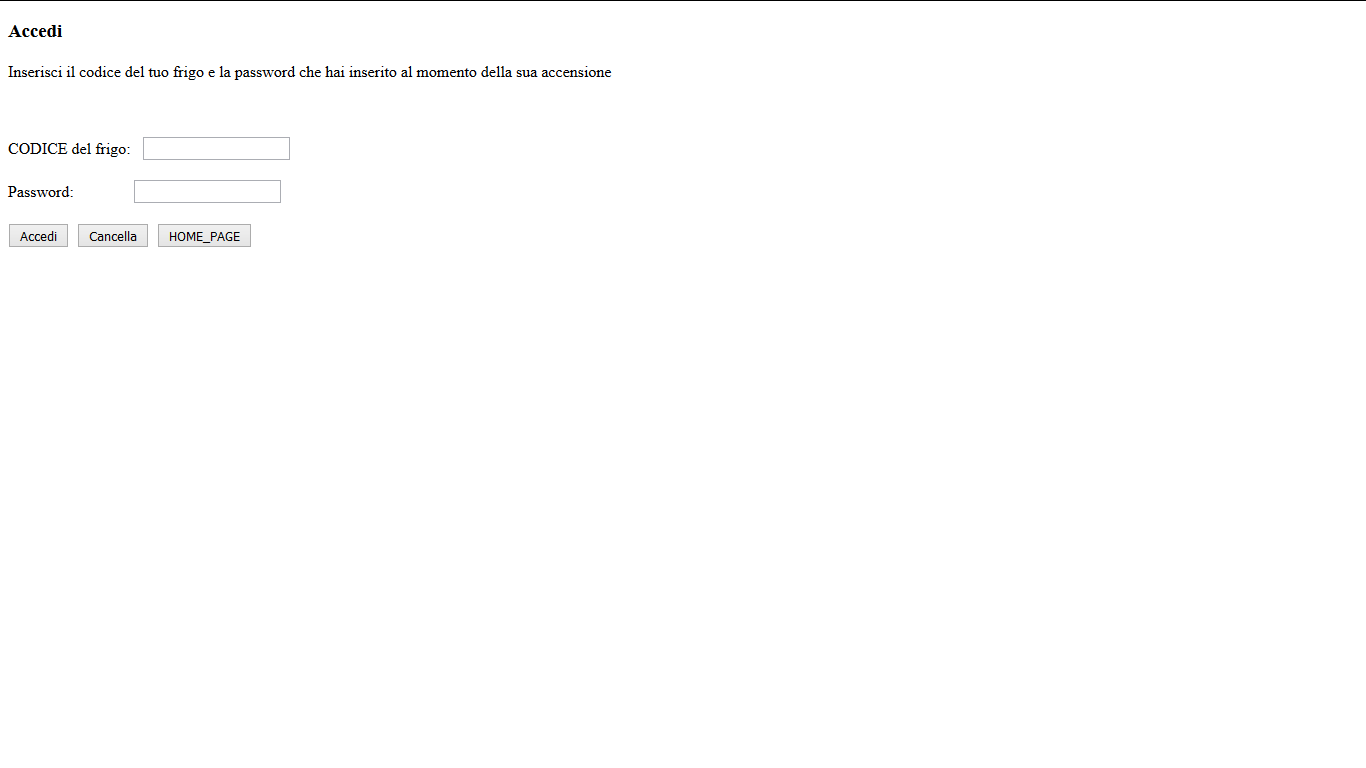 Accedi
Inserisci il codice del tuo frigo e la password che hai inserito al momento della sua accensione
CODICE del frigo:
Password:
Accedi Cancella HOME_PAGE